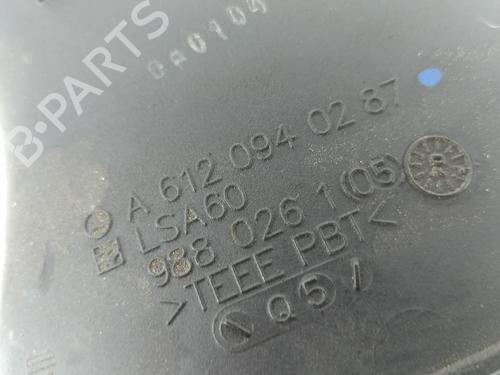 B-PARTS
A 612 094 02 87
LSA60
988 026 1(05)
>TEEE PBT<
Q5